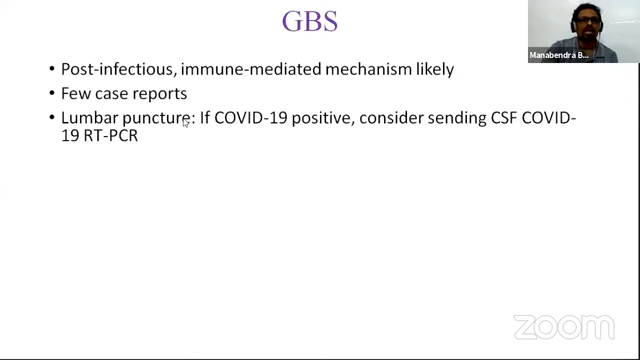 GBS
Manabendra B...
• Post-infectious, immune-mediated mechanism likely
• Few case reports
• Lumbar puncture: If COVID-19 positive, consider sending CSF COVID-
19 RT-PCR
zoom